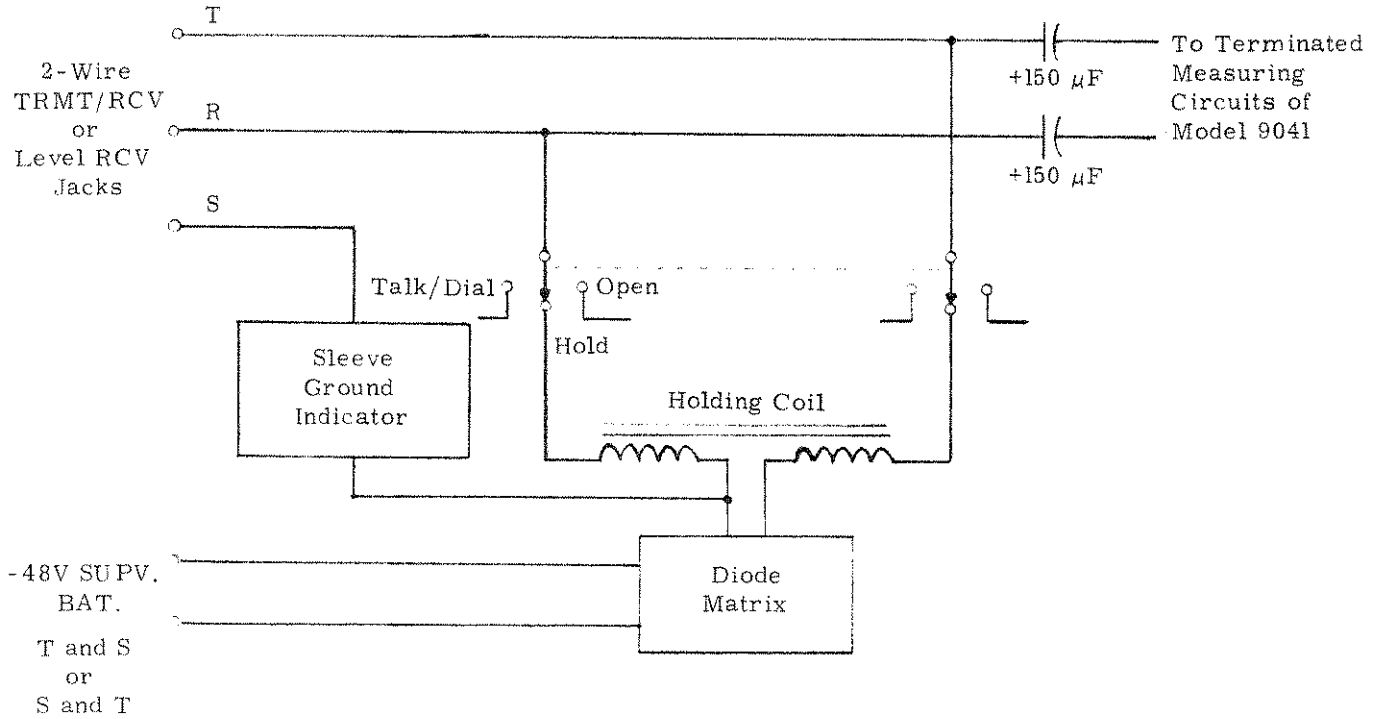 T
2-Wire
TRMT/RCV
or
Level RCV
Jacks
R
S
+150 μF
+150 μF
To Terminated
Measuring
Circuits of
Model 9041
Talk/Dial
Open
Hold
Sleeve
Ground
Indicator
Holding Coil
-48V SUPV.
BAT.
T and S
or
S and T
Diode
Matrix